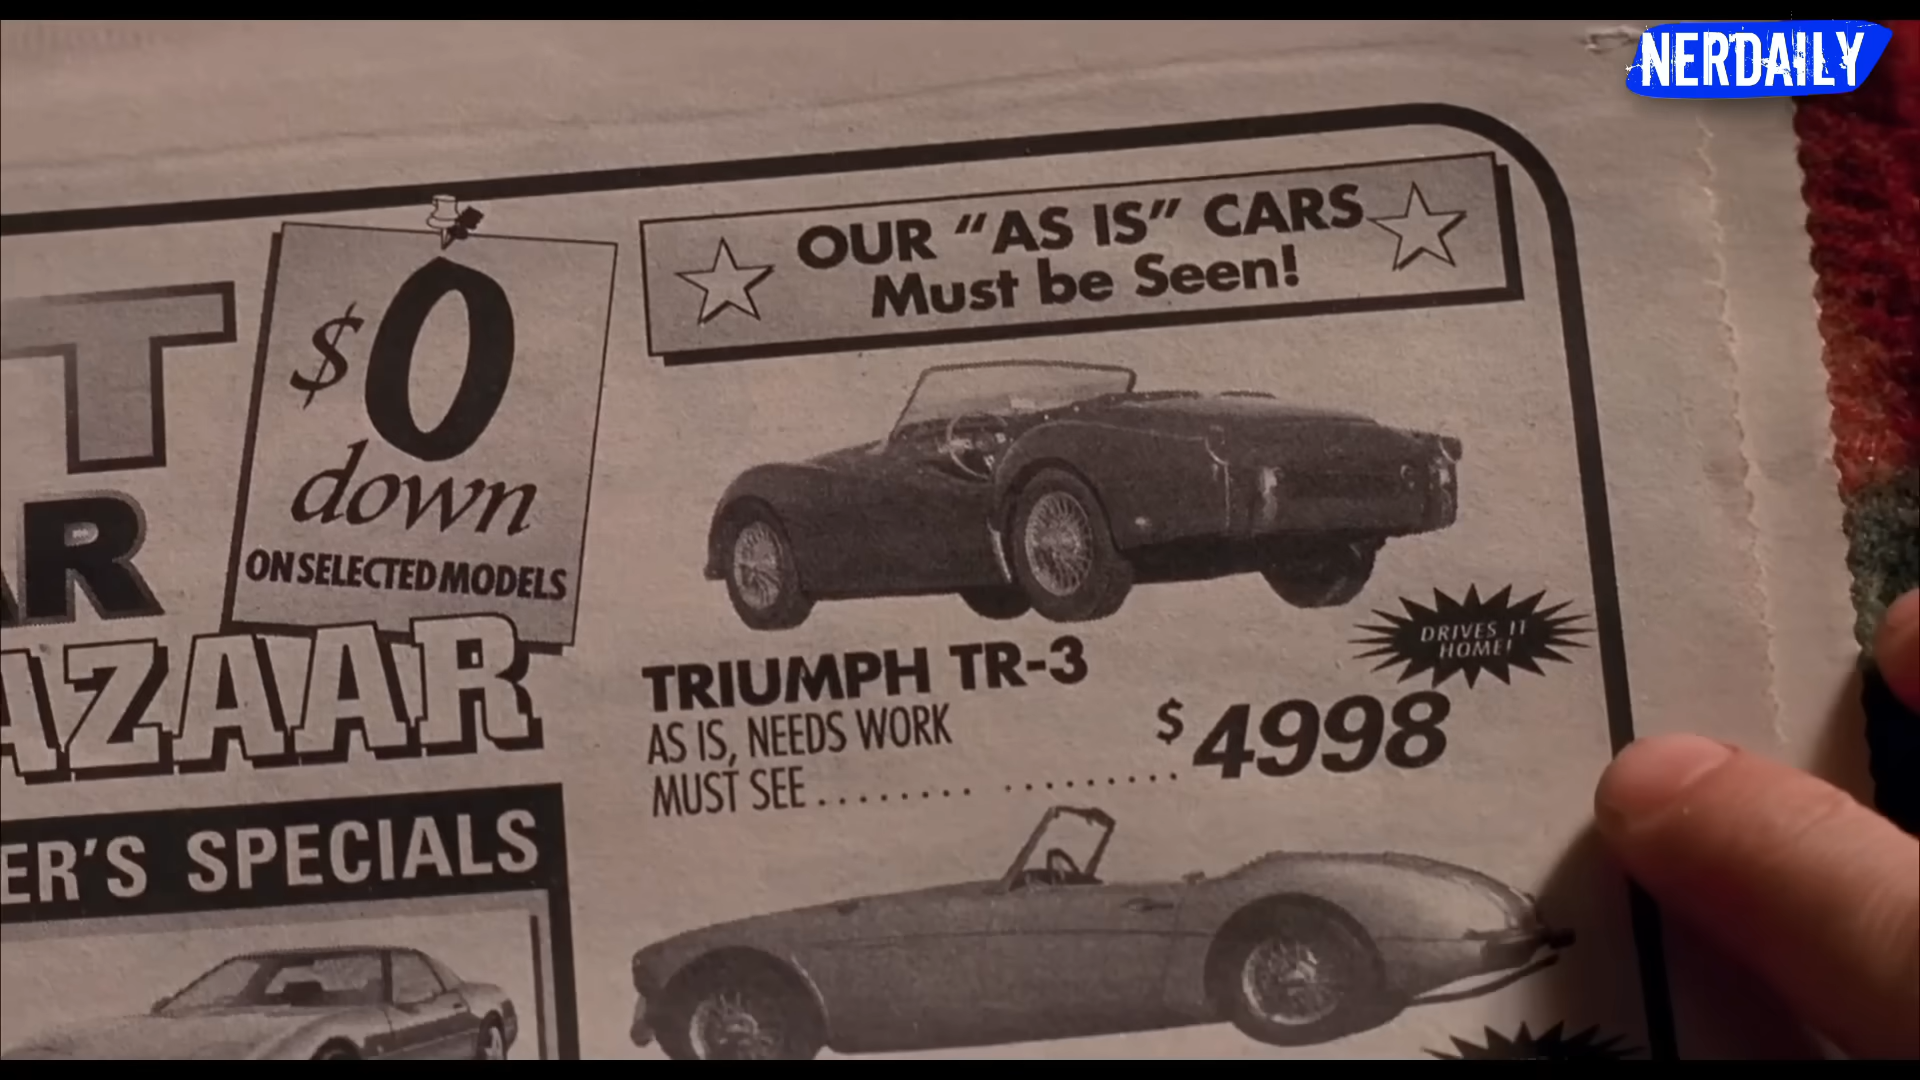 NERDAILY
OUR "AS IS" CARS
Must be Seen!
$0
down
ON SELECTED MODELS
T
AR
AZAAR
TRIUMPH TR-3
AS IS, NEEDS WORK
MUST SEE........ .........
$4998
DRIVES IT
HOME!
ER'S SPECIALS